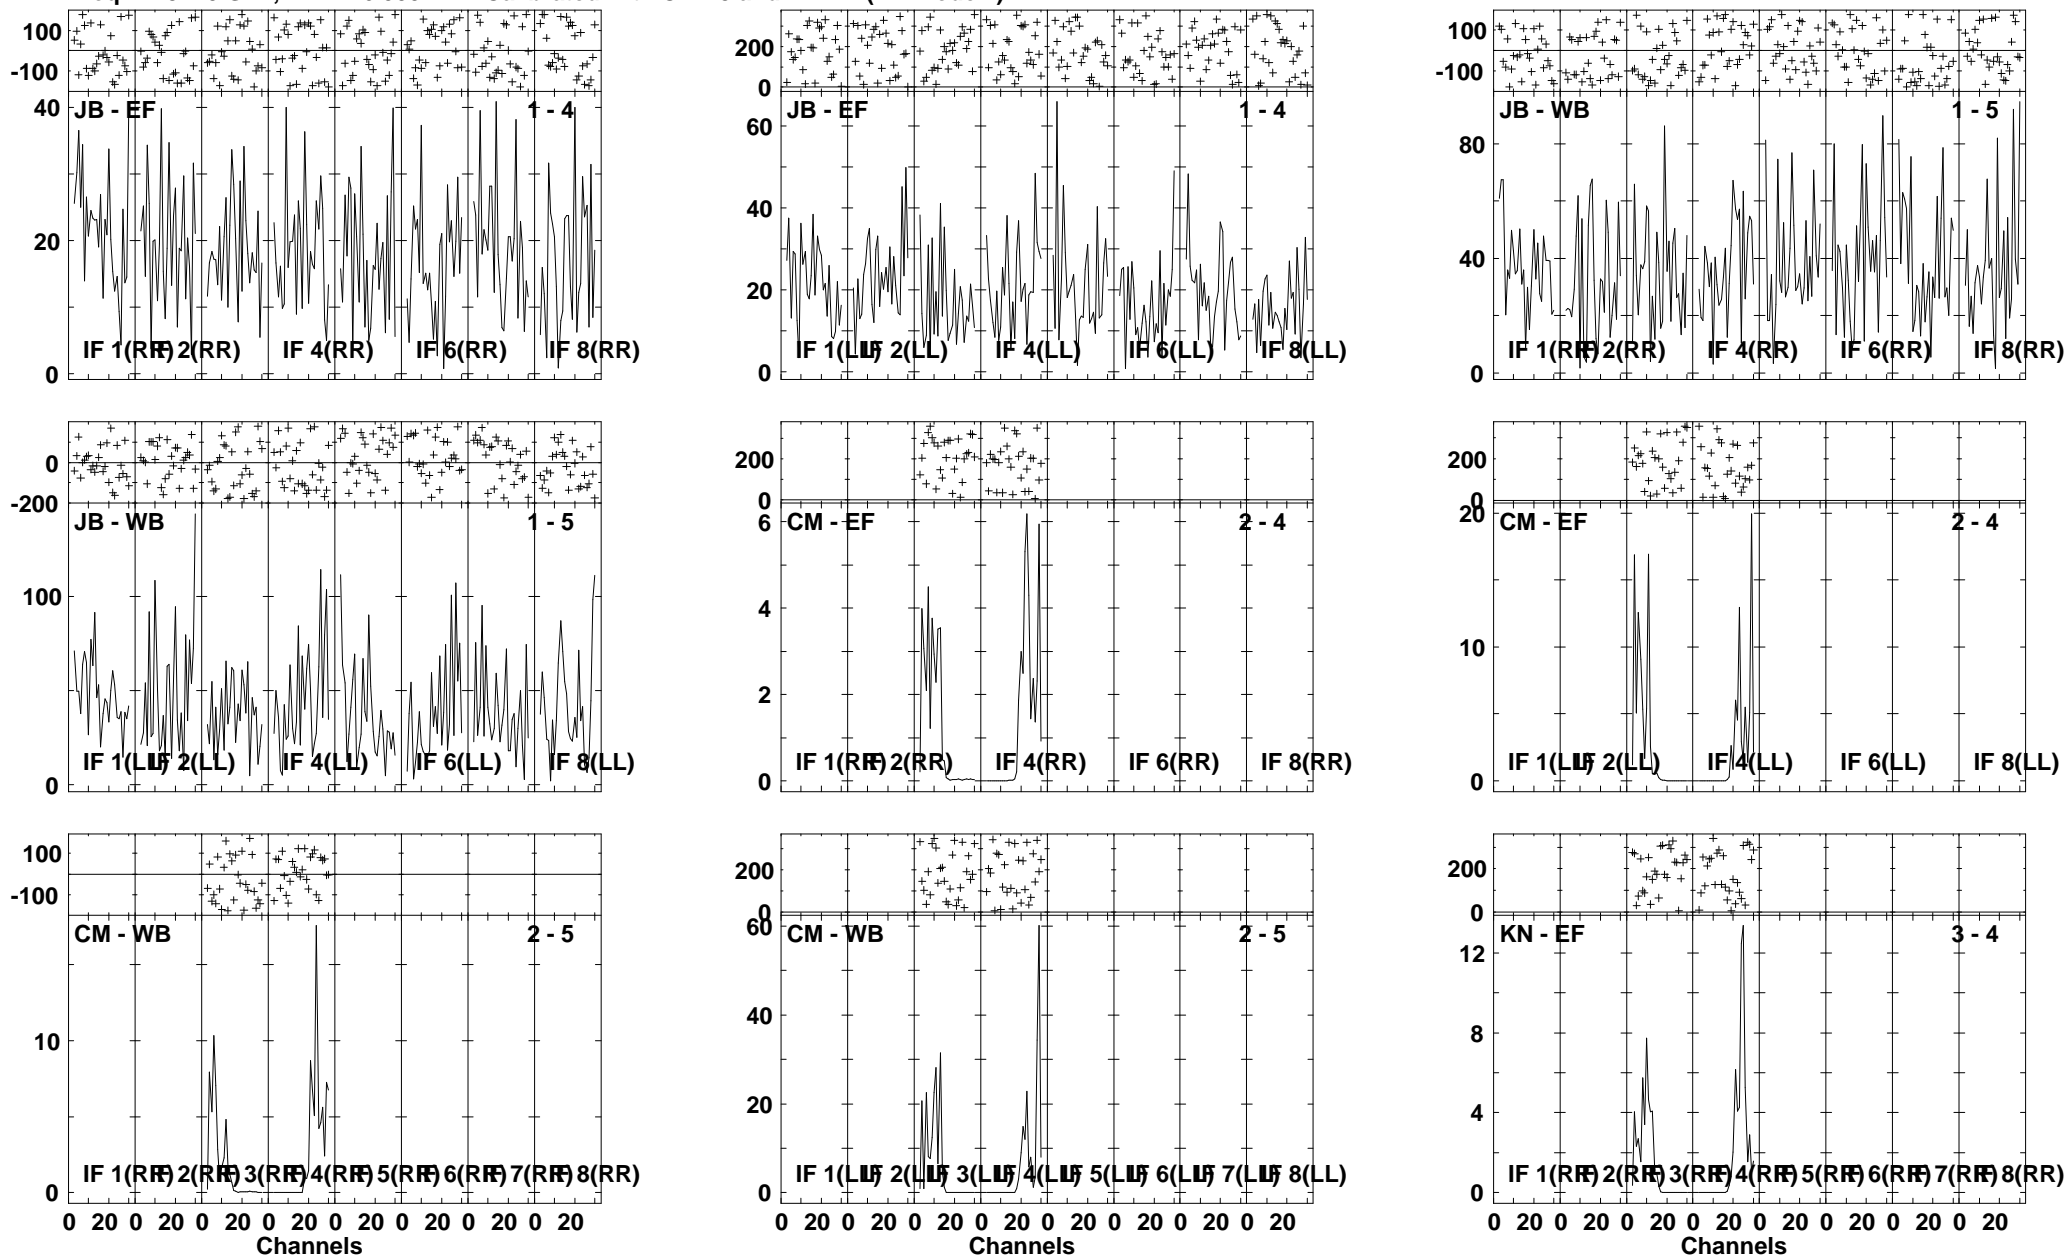 100
-100
JB - EF 1 - 4
40
20
0
IF 1(RR) IF 2(RR) IF 4(RR) IF 6(RR) IF 8(RR)
200
0
JB - EF 1 - 4
60
40
20
0
IF 1(LL) IF 2(LL) IF 4(LL) IF 6(LL) IF 8(LL)
100
-100
JB - WB 1 - 5
80
60
40
20
0
IF 1(RR) IF 2(RR) IF 4(RR) IF 6(RR) IF 8(RR)
0
-200
JB - WB 1 - 5
100
0
IF 1(LL) IF 2(LL) IF 4(LL) IF 6(LL) IF 8(LL)
200
0
CM - EF 2 - 4
6
4
2
0
IF 1(RR) IF 2(RR) IF 4(RR) IF 6(RR) IF 8(RR)
200
0
CM - EF 2 - 4
20
10
0
IF 1(LL) IF 2(LL) IF 4(LL) IF 6(LL) IF 8(LL)
100
-100
CM - WB 2 - 5
10
0
IF 1(RR) IF 2(RR) IF 3(RR) IF 4(RR) IF 5(RR) IF 6(RR) IF 7(RR) IF 8(RR)
0 20 0 20 0 20 0 20 0 20 0 20 0 20 0 20
Channels
200
0
CM - WB 2 - 5
60
40
20
0
IF 1(LL) IF 2(LL) IF 3(LL) IF 4(LL) IF 5(LL) IF 6(LL) IF 7(LL) IF 8(LL)
0 20 0 20 0 20 0 20 0 20 0 20 0 20 0 20
Channels
200
0
KN - EF 3 - 4
12
8
4
0
IF 1(RR) IF 2(RR) IF 3(RR) IF 4(RR) IF 5(RR) IF 6(RR) IF 7(RR) IF 8(RR)
0 20 0 20 0 20 0 20 0 20 0 20 0 20 0 20
Channels